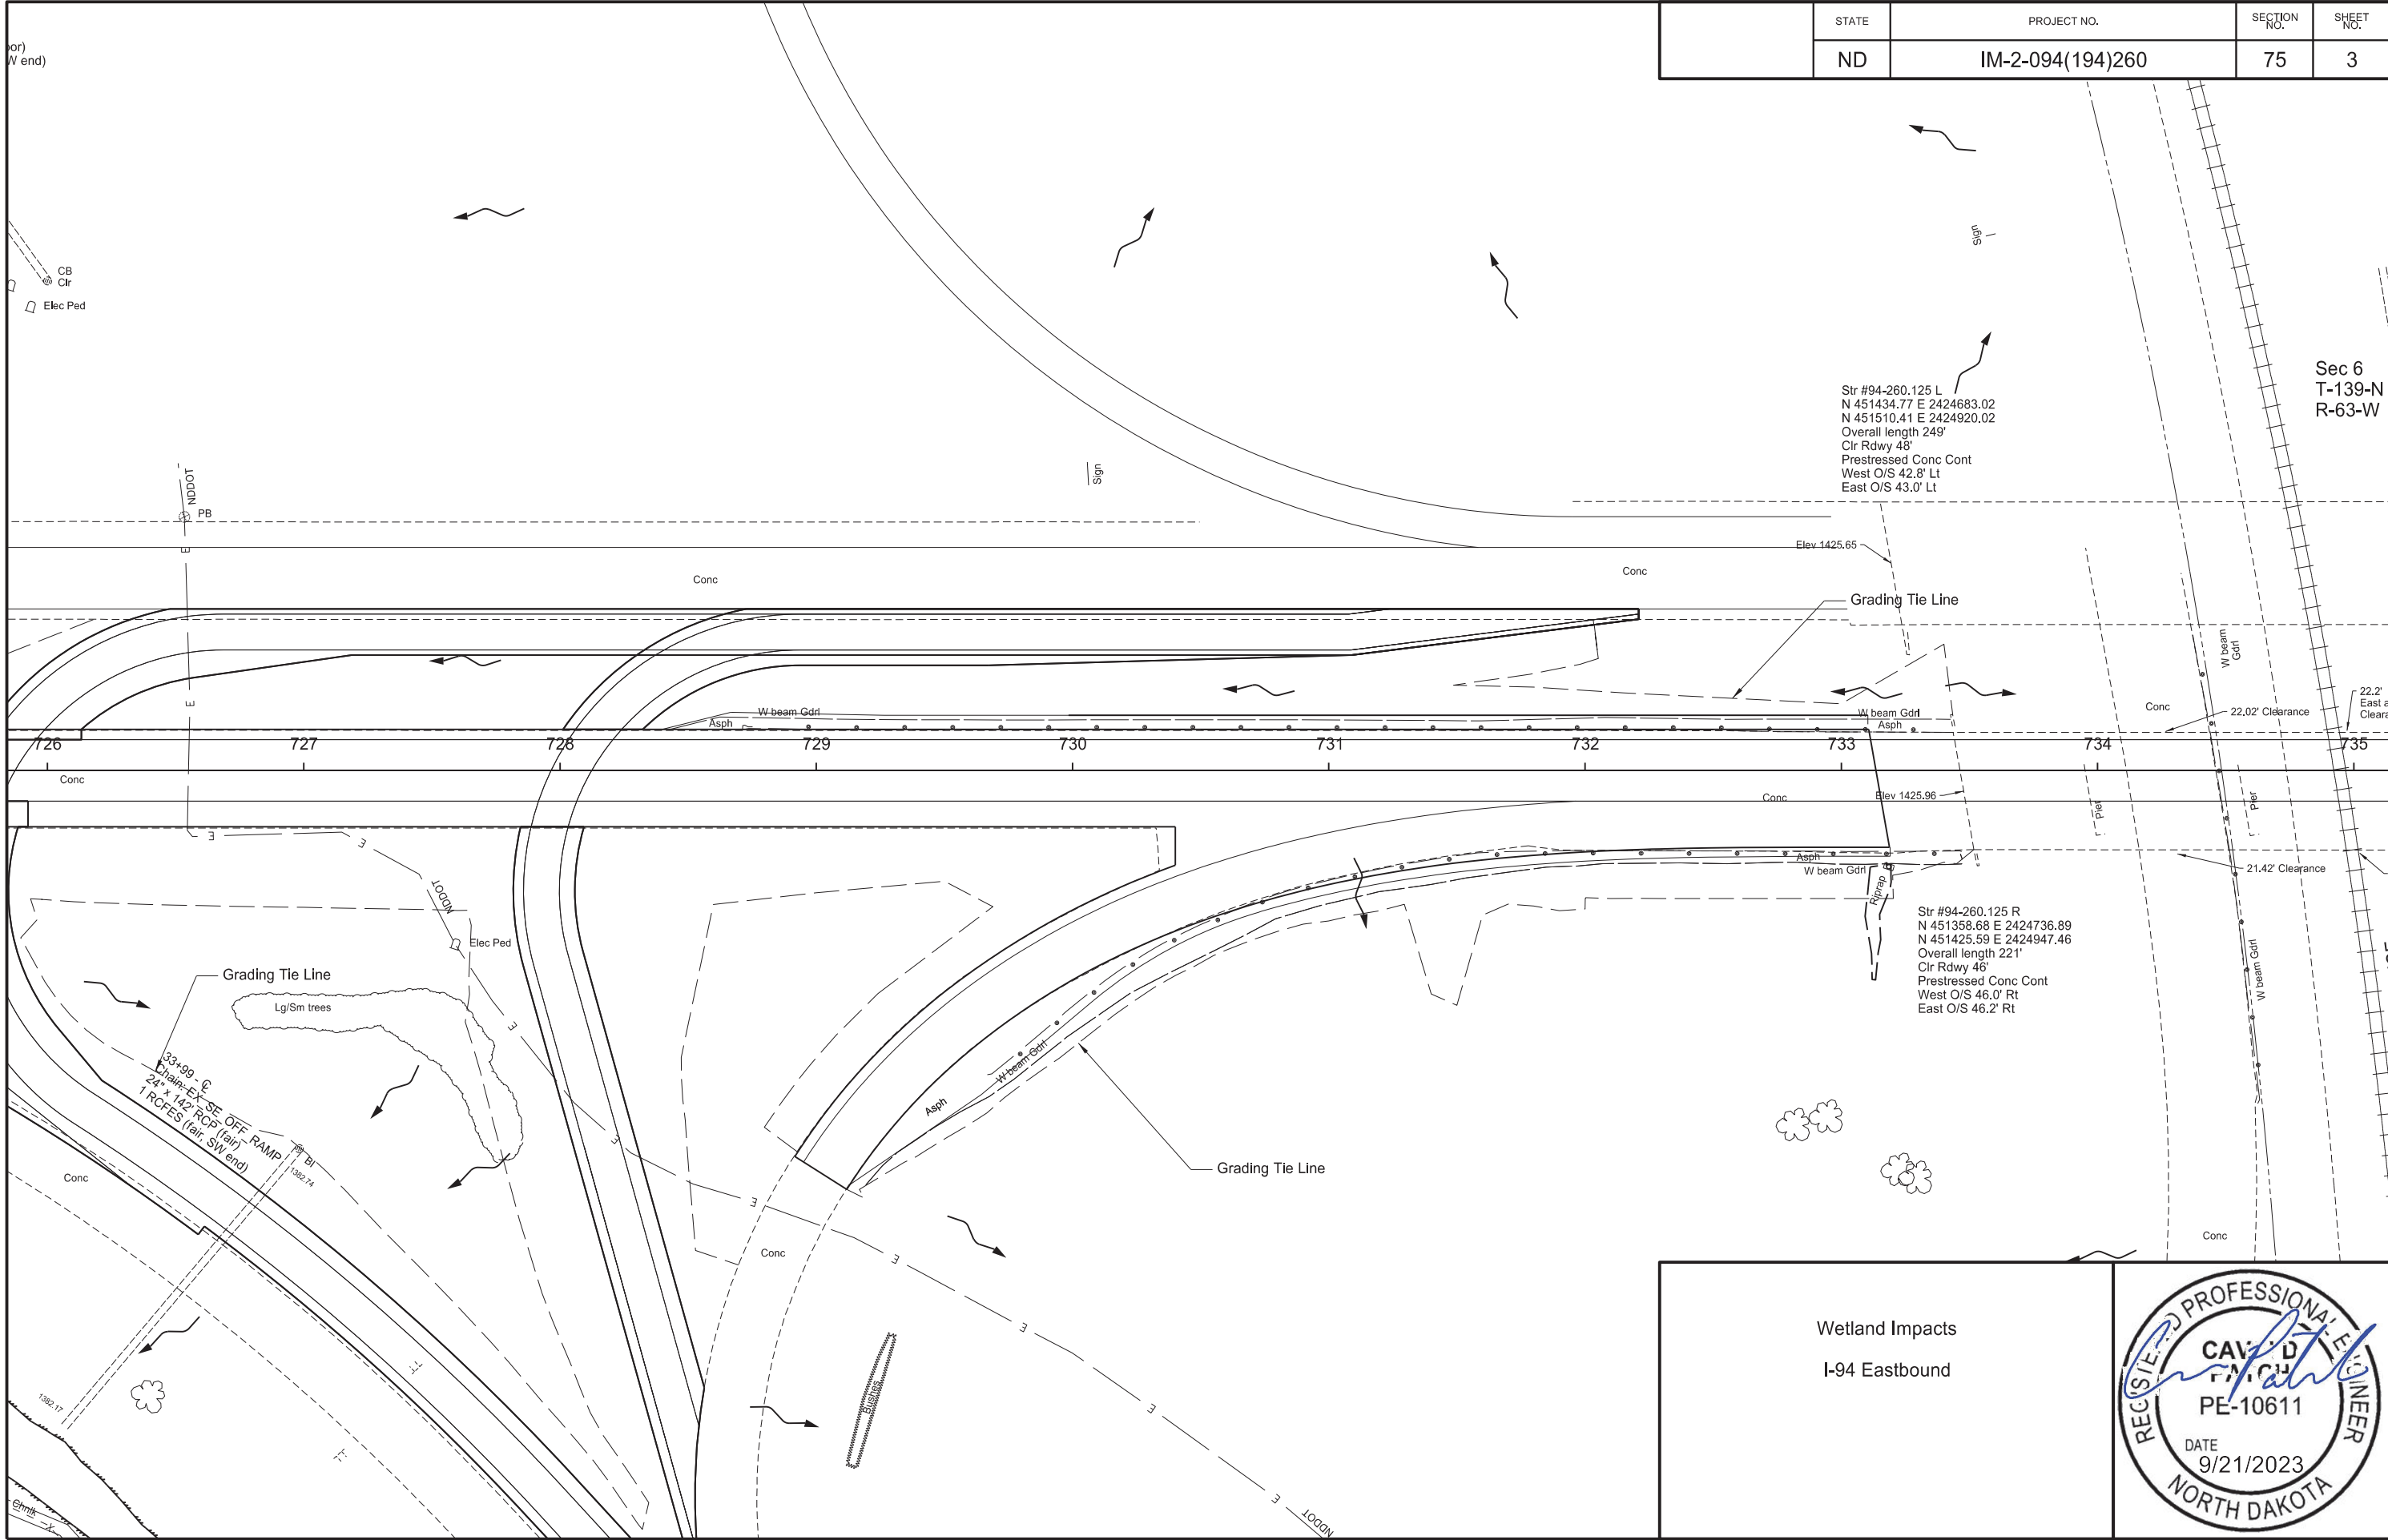 STATE
PROJECT NO.
SECTION NO.
SHEET NO.
ND
IM-2-094(194)260
75
3
W end)
CB
Clr
Elec Ped
NDDOT
PB
E
E
Sign
Sign
Sec 6
T-139-N
R-63-W
Str #94-260.125 L
N 451434.77 E 2424683.02
N 451510.41 E 2424920.02
Overall length 249'
Clr Rdwy 48'
Prestressed Conc Cont
West O/S 42.8' Lt
East O/S 43.0' Lt
Elev 1425.65
Conc
Conc
Grading Tie Line
W beam Gdrl
Asph
W beam Gdrl
Asph
W beam
Gdrl
Conc
22.02' Clearance
22.2'
East
726
727
728
729
730
731
732
733
734
735
Conc
Conc
Elev 1425.96
Pier
Pier
E
E
NDDOT
Elec Ped
Asph
W beam Gdrl
Riprap
21.42' Clearance
W beam Gdrl
Str #94-260.125 R
N 451358.68 E 2424736.89
N 451425.59 E 2424947.46
Overall length 221'
Clr Rdwy 46'
Prestressed Conc Cont
West O/S 46.0' Rt
East O/S 46.2' Rt
Grading Tie Line
Lg/Sm trees
E
33+99 - ℄
Chain: EX_SE_OFF_RAMP
24" x 142' RCP (fair)
1 RCFES (fair, SW end)
BI
1382.74
1382.17
W beam Gdrl
Asph
Grading Tie Line
E
E
E
E
E
E
Conc
Conc
Conc
Bushes
NDDOT
Chnlk
X
Wetland Impacts
I-94 Eastbound
REGISTERED PROFESSIONAL ENGINEER
PE-10611
DATE
9/21/2023
NORTH DAKOTA